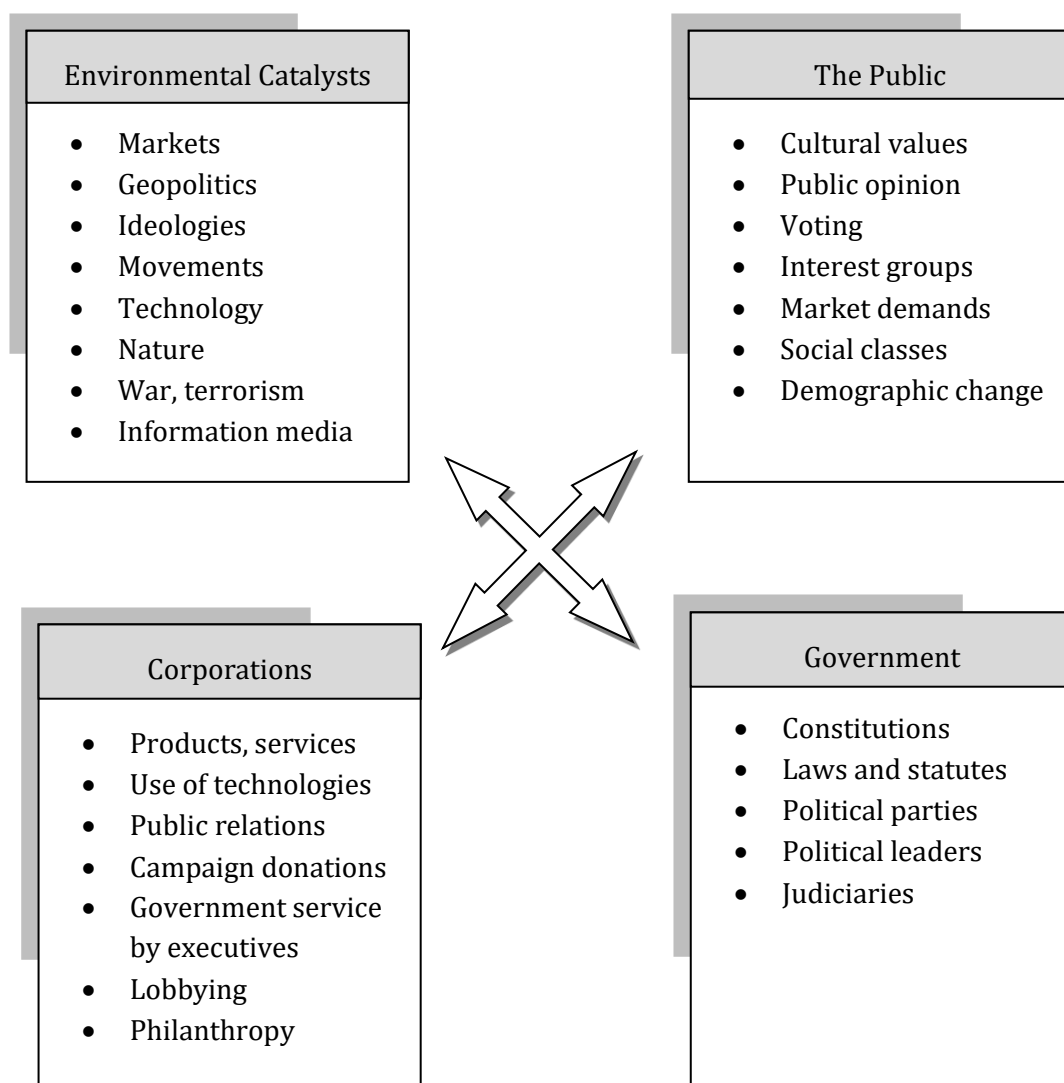 Environmental Catalysts
• Markets
• Geopolitics
• Ideologies
• Movements
• Technology
• Nature
• War, terrorism
• Information media
The Public
• Cultural values
• Public opinion
• Voting
• Interest groups
• Market demands
• Social classes
• Demographic change
Corporations
• Products, services
• Use of technologies
• Public relations
• Campaign donations
• Government service
by executives
• Lobbying
• Philanthropy
Government
• Constitutions
• Laws and statutes
• Political parties
• Political leaders
• Judiciaries